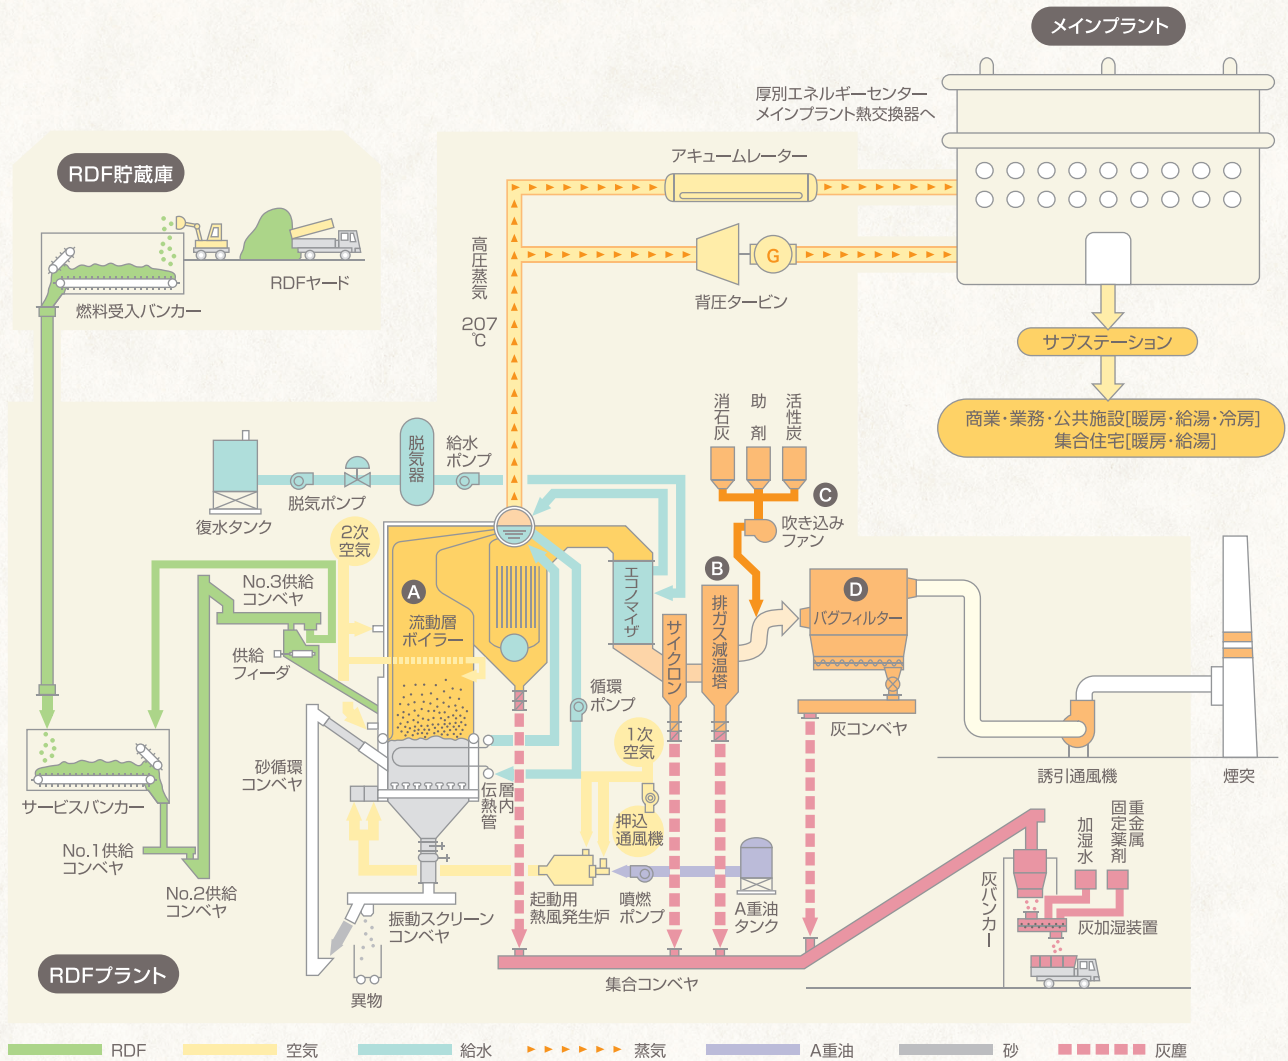 メインプラント
厚別エネルギーセンター
メインプラント熱交換器へ
アキュームレーター
RDF貯蔵庫
RDFヤード
燃料受入バンカー
高圧蒸気
207
℃
G
背圧タービン
サブステーション
商業・業務・公共施設[暖房・給湯・冷房]
集合住宅[暖房・給湯]
消石灰
助剤
活性炭
C
吹き込み
ファン
脱気器
給水
ポンプ
脱気ポンプ
復水タンク
2次
空気
No.3供給
コンベヤ
供給
フィーダ
A
流動層
ボイラー
エコノマイザ
サイクロン
B
排ガス減温塔
D
バグフィルター
灰コンベヤ
循環
ポンプ
1次
空気
押込
通風機
砂循環
コンベヤ
層内
伝熱管
サービスバンカー
No.1供給
コンベヤ
No.2供給
コンベヤ
誘引通風機
煙突
起動用
熱風発生炉
噴燃
ポンプ
A重油
タンク
振動スクリーン
コンベヤ
異物
集合コンベヤ
重金属
固定薬剤
加湿水
灰バンカー
灰加湿装置
RDFプラント
RDF
空気
給水
蒸気
A重油
砂
灰塵